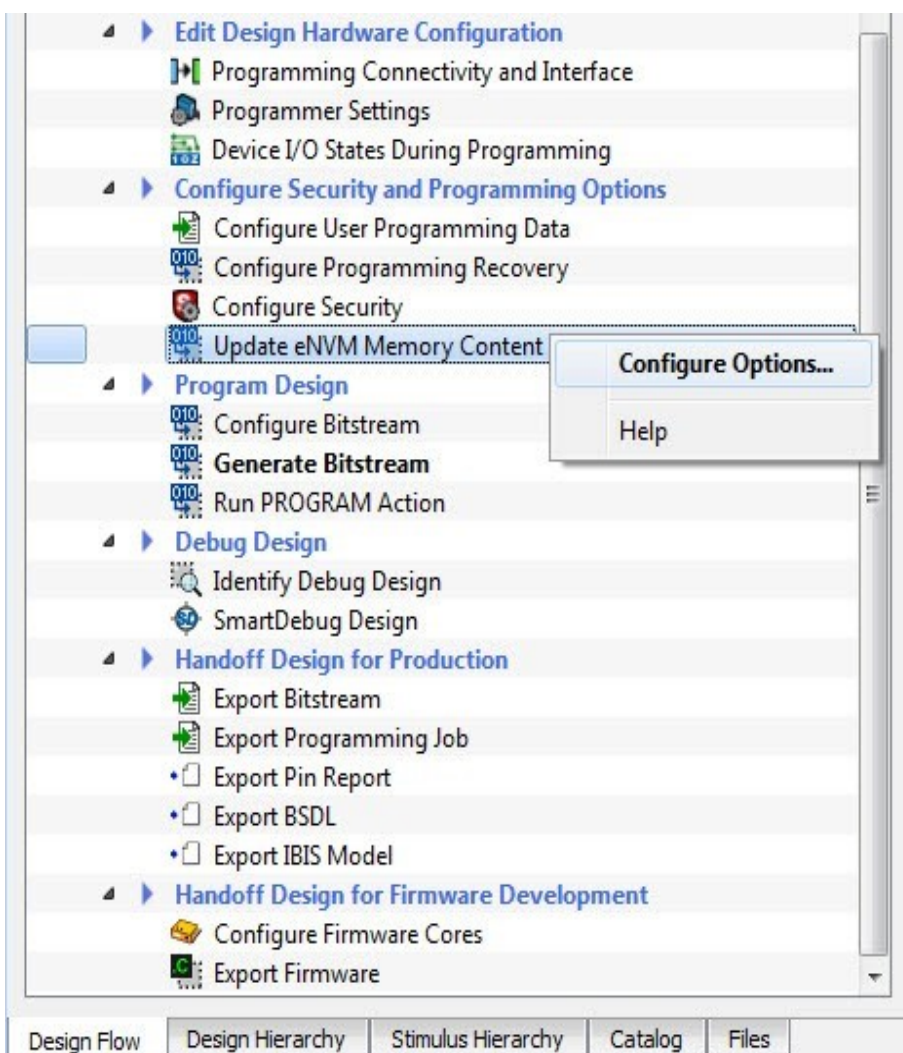 Edit Design Hardware Configuration
Programming Connectivity and Interface
Programmer Settings
Device I/O States During Programming
Configure Security and Programming Options
Configure User Programming Data
Configure Programming Recovery
Configure Security
Update eNVM Memory Content
Configure Options...
Help
Program Design
Configure Bitstream
Generate Bitstream
Run PROGRAM Action
Debug Design
Identify Debug Design
SmartDebug Design
Handoff Design for Production
Export Bitstream
Export Programming Job
Export Pin Report
Export BSDL
Export IBIS Model
Handoff Design for Firmware Development
Configure Firmware Cores
Export Firmware
Design Flow Design Hierarchy Stimulus Hierarchy Catalog Files